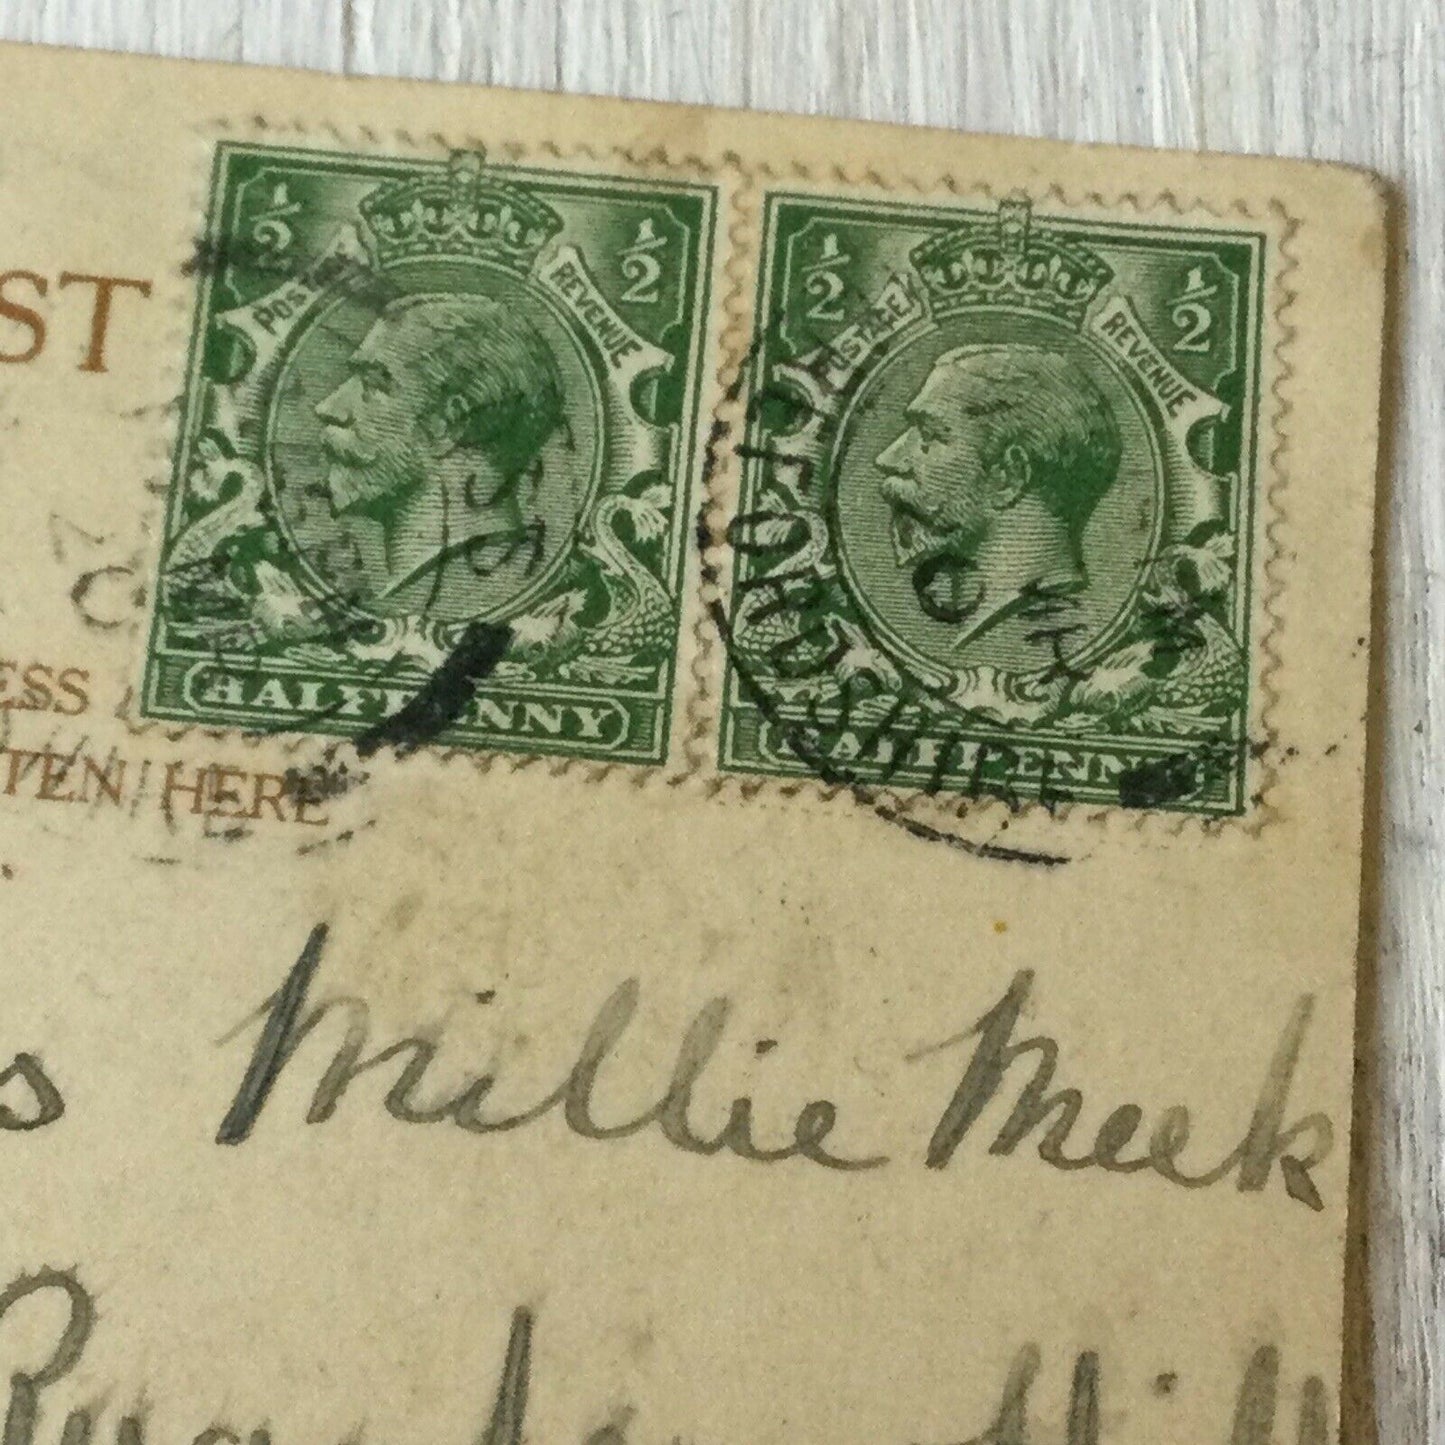 ½ ½ ½ ½
POSTAGE REVENUE POSTAGE REVENUE
ST
HALFPENNY HALFPENNY
ESS
TEN HERE
s Millie Meek
Hill